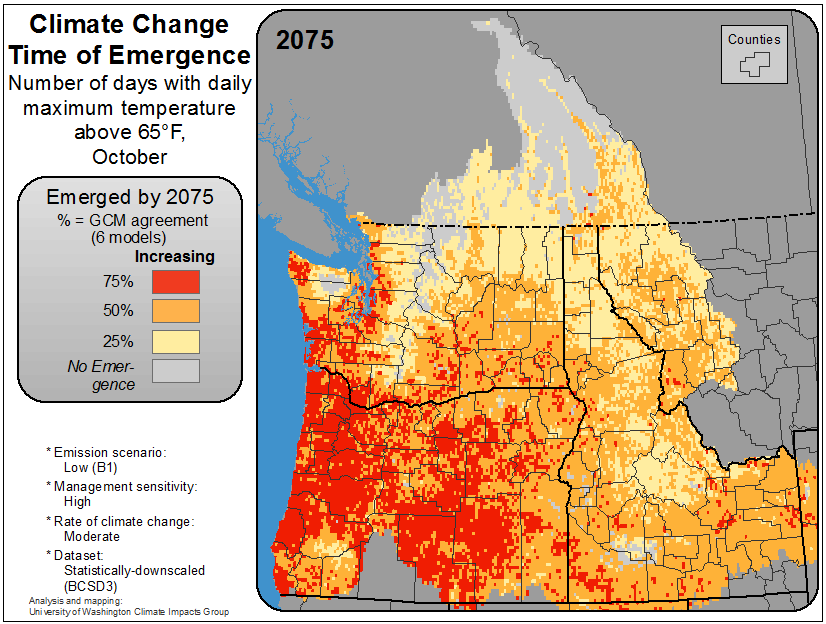 Climate Change
Time of Emergence
Number of days with daily
maximum temperature
above 65°F,
October
Emerged by 2075
% = GCM agreement
(6 models)
Increasing
75%
50%
25%
No Emer-
gence
* Emission scenario:
Low (B1)
* Management sensitivity:
High
* Rate of climate change:
Moderate
* Dataset:
Statistically-downscaled
(BCSD3)
Analysis and mapping:
University of Washington Climate Impacts Group
2075
Counties